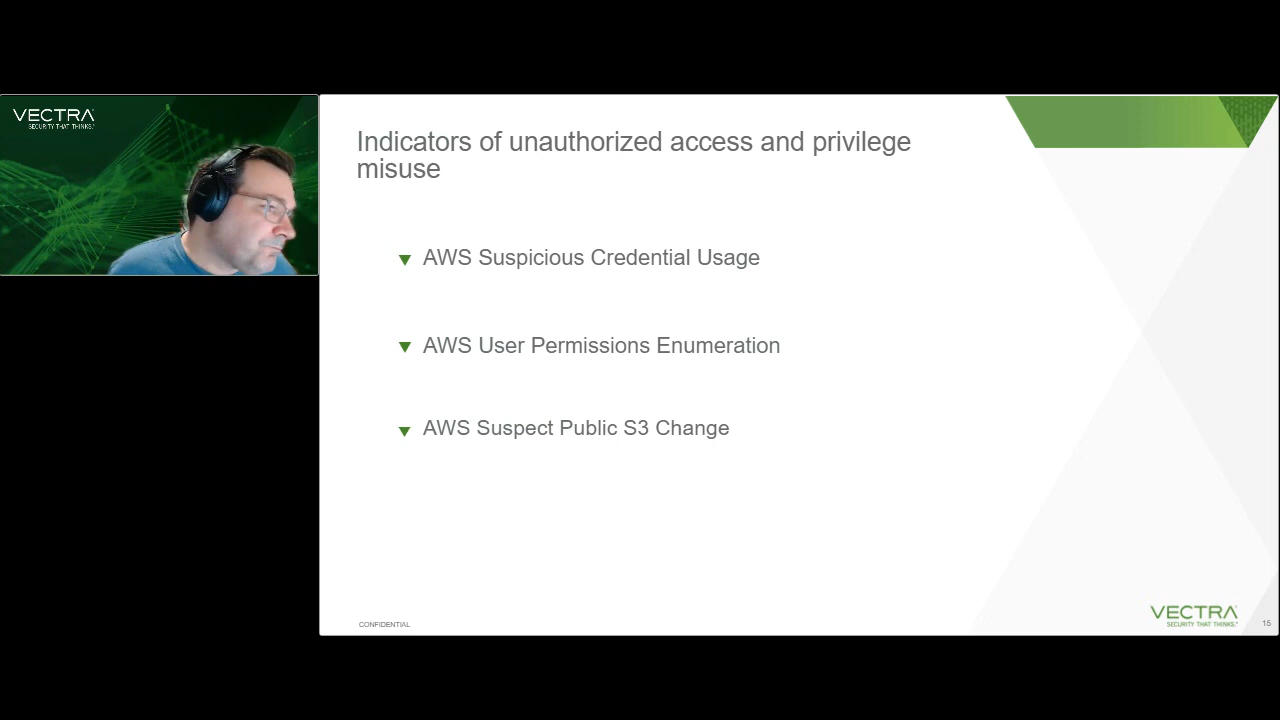 VECTRA
SECURITY THAT THINKS.
Indicators of unauthorized access and privilege
misuse
AWS Suspicious Credential Usage
AWS User Permissions Enumeration
AWS Suspect Public S3 Change
CONFIDENTIAL
VECTRA
SECURITY THAT THINKS.
15